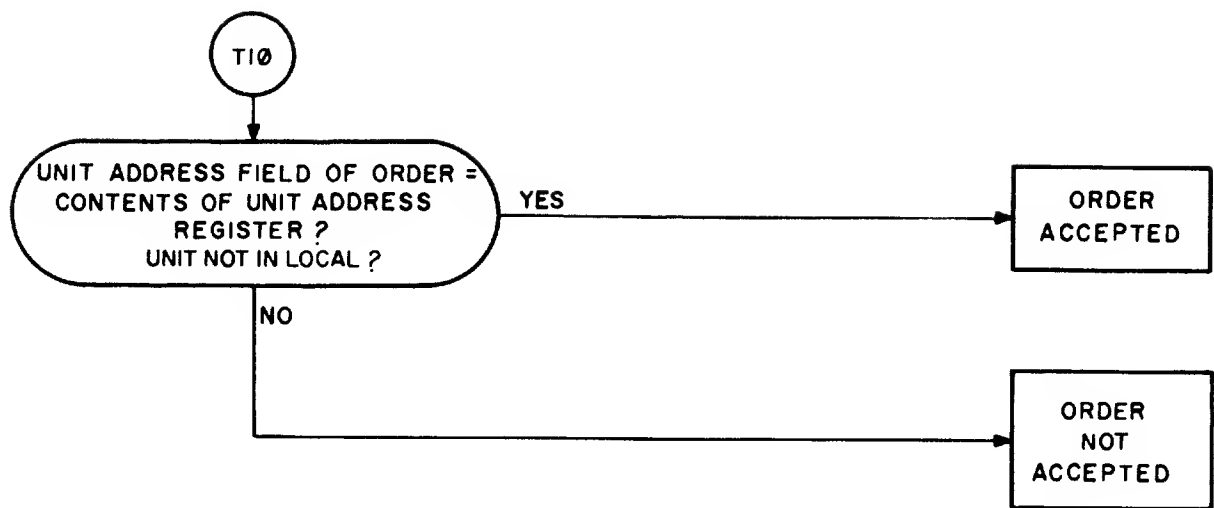 TIØ
UNIT ADDRESS FIELD OF ORDER =
CONTENTS OF UNIT ADDRESS
REGISTER ?
UNIT NOT IN LOCAL ?
YES
ORDER
ACCEPTED
NO
ORDER
NOT
ACCEPTED